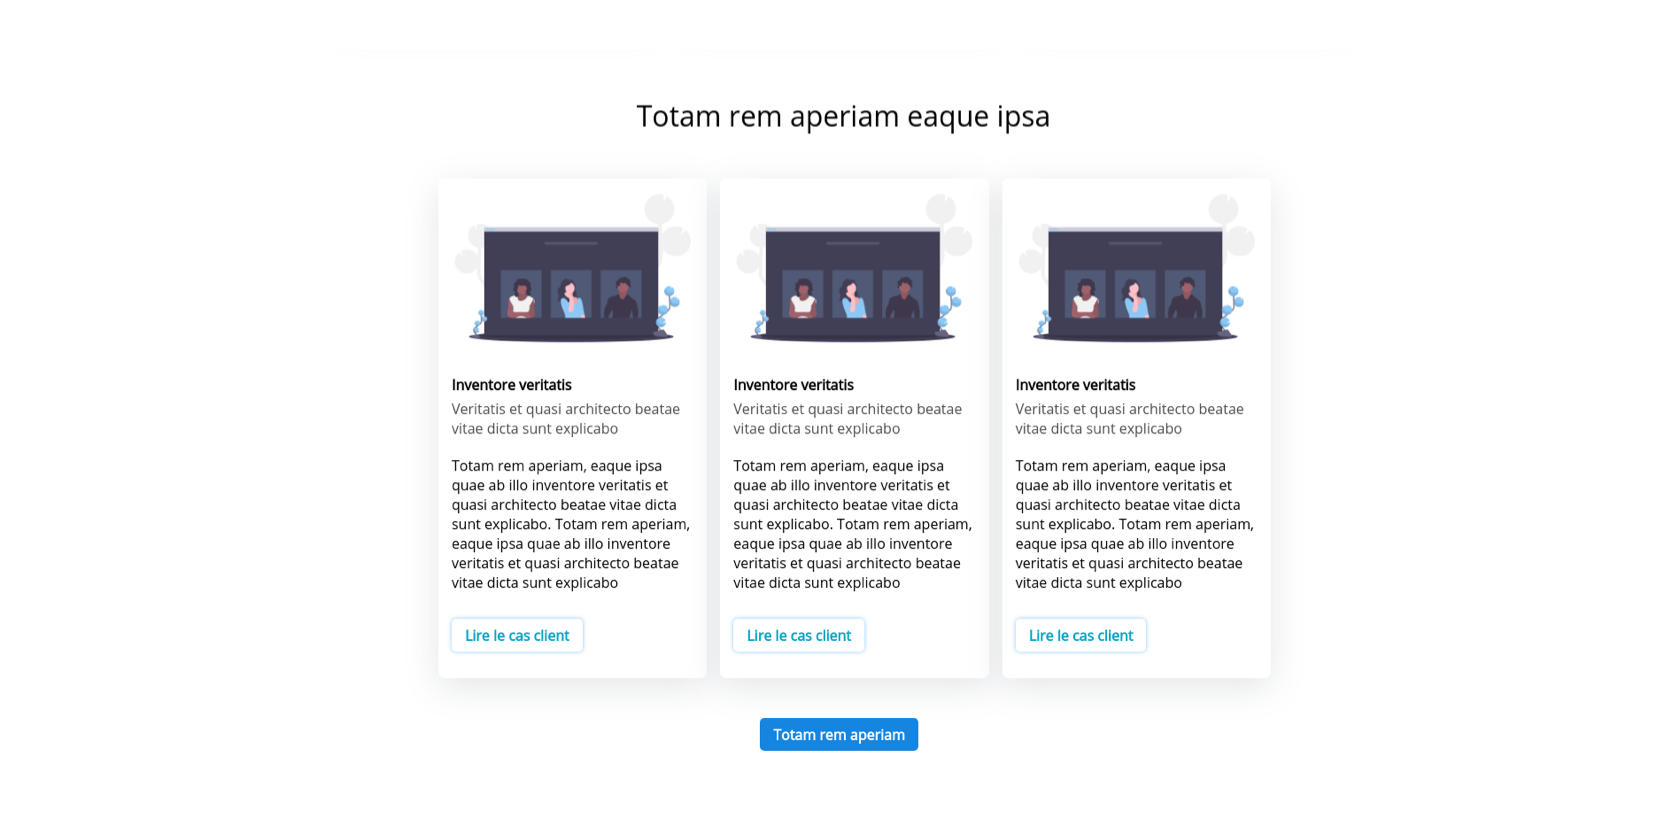 Totam rem aperiam eaque ipsa
Inventore veritatis
Veritatis et quasi architecto beatae
vitae dicta sunt explicabo
Totam rem aperiam, eaque ipsa
quae ab illo inventore veritatis et
quasi architecto beatae vitae dicta
sunt explicabo. Totam rem aperiam,
eaque ipsa quae ab illo inventore
veritatis et quasi architecto beatae
vitae dicta sunt explicabo
Lire le cas client
Inventore veritatis
Veritatis et quasi architecto beatae
vitae dicta sunt explicabo
Totam rem aperiam, eaque ipsa
quae ab illo inventore veritatis et
quasi architecto beatae vitae dicta
sunt explicabo. Totam rem aperiam,
eaque ipsa quae ab illo inventore
veritatis et quasi architecto beatae
vitae dicta sunt explicabo
Lire le cas client
Inventore veritatis
Veritatis et quasi architecto beatae
vitae dicta sunt explicabo
Totam rem aperiam, eaque ipsa
quae ab illo inventore veritatis et
quasi architecto beatae vitae dicta
sunt explicabo. Totam rem aperiam,
eaque ipsa quae ab illo inventore
veritatis et quasi architecto beatae
vitae dicta sunt explicabo
Lire le cas client
Totam rem aperiam